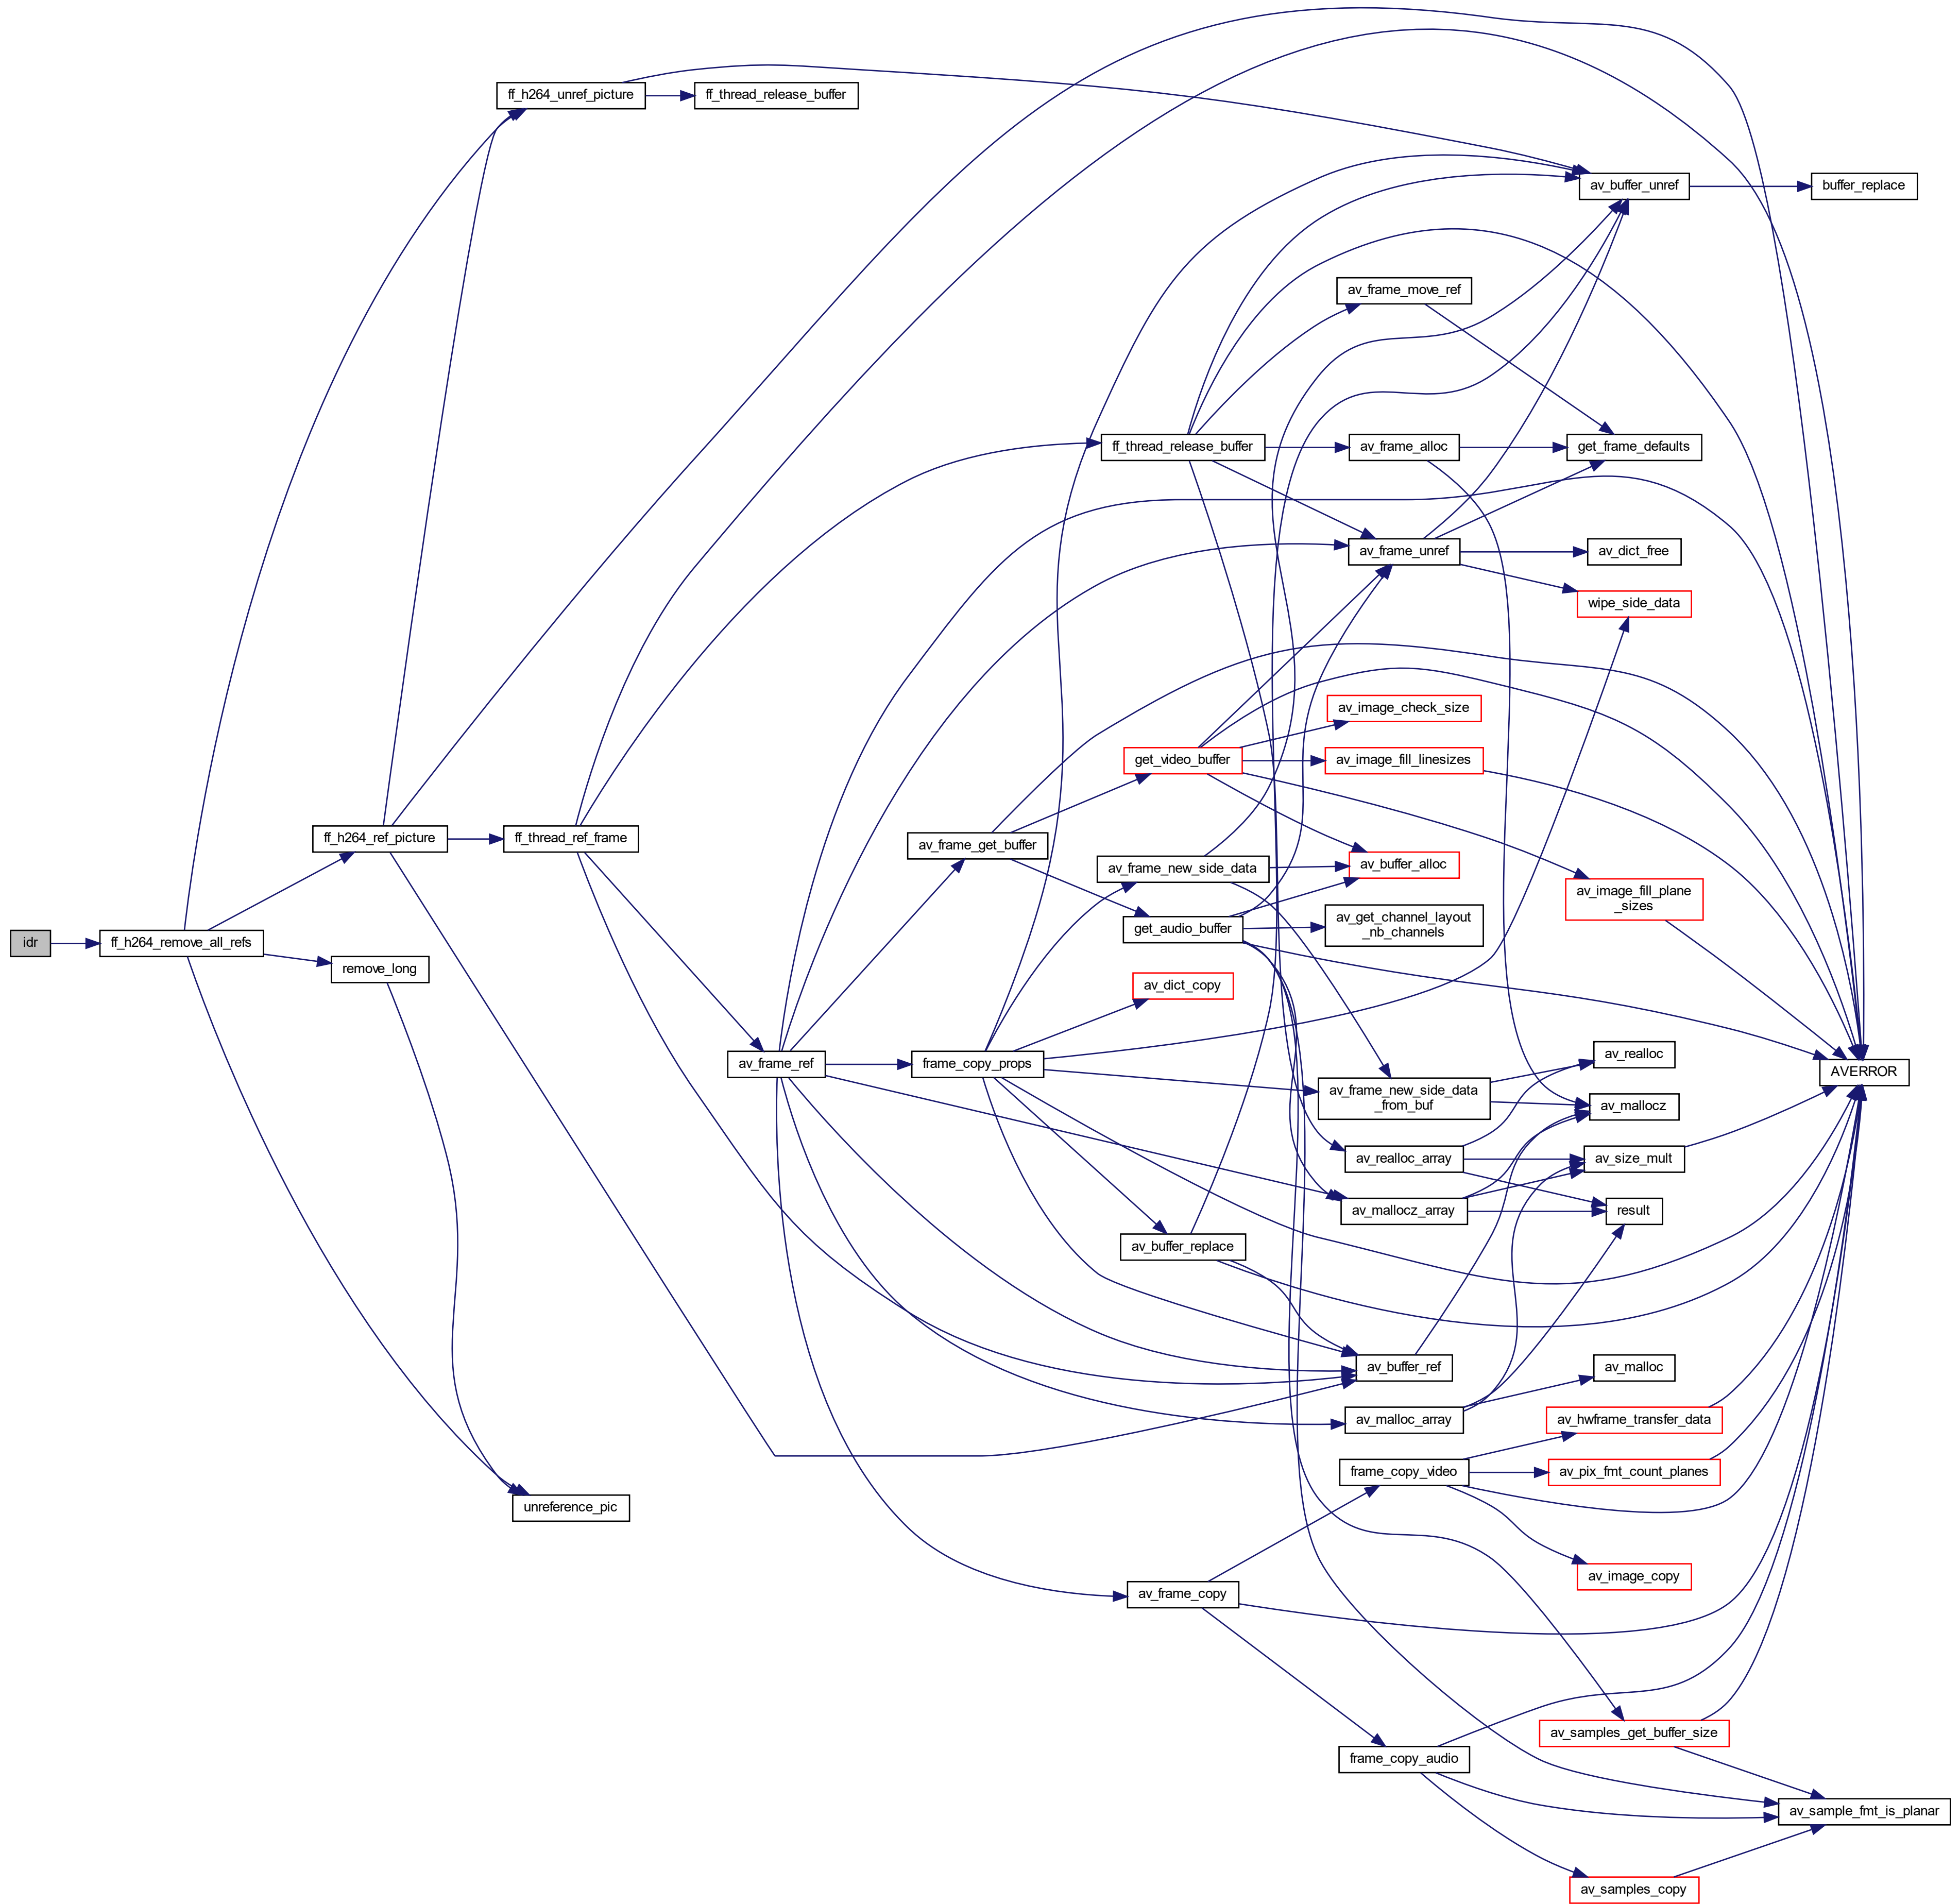 ff_h264_unref_picture
ff_thread_release_buffer
av_buffer_unref
buffer_replace
av_frame_move_ref
ff_thread_release_buffer
av_frame_alloc
get_frame_defaults
av_frame_unref
av_dict_free
wipe_side_data
av_image_check_size
get_video_buffer
av_image_fill_linesizes
ff_h264_ref_picture
ff_thread_ref_frame
av_frame_get_buffer
av_frame_new_side_data
av_buffer_alloc
av_image_fill_plane
_sizes
get_audio_buffer
av_get_channel_layout
_nb_channels
idr
ff_h264_remove_all_refs
remove_long
av_dict_copy
av_frame_ref
frame_copy_props
av_realloc
AVERROR
av_frame_new_side_data
_from_buf
av_mallocz
av_realloc_array
av_size_mult
av_mallocz_array
result
av_buffer_replace
av_buffer_ref
av_malloc
av_malloc_array
av_hwframe_transfer_data
frame_copy_video
av_pix_fmt_count_planes
unreference_pic
av_image_copy
av_frame_copy
av_samples_get_buffer_size
frame_copy_audio
av_sample_fmt_is_planar
av_samples_copy